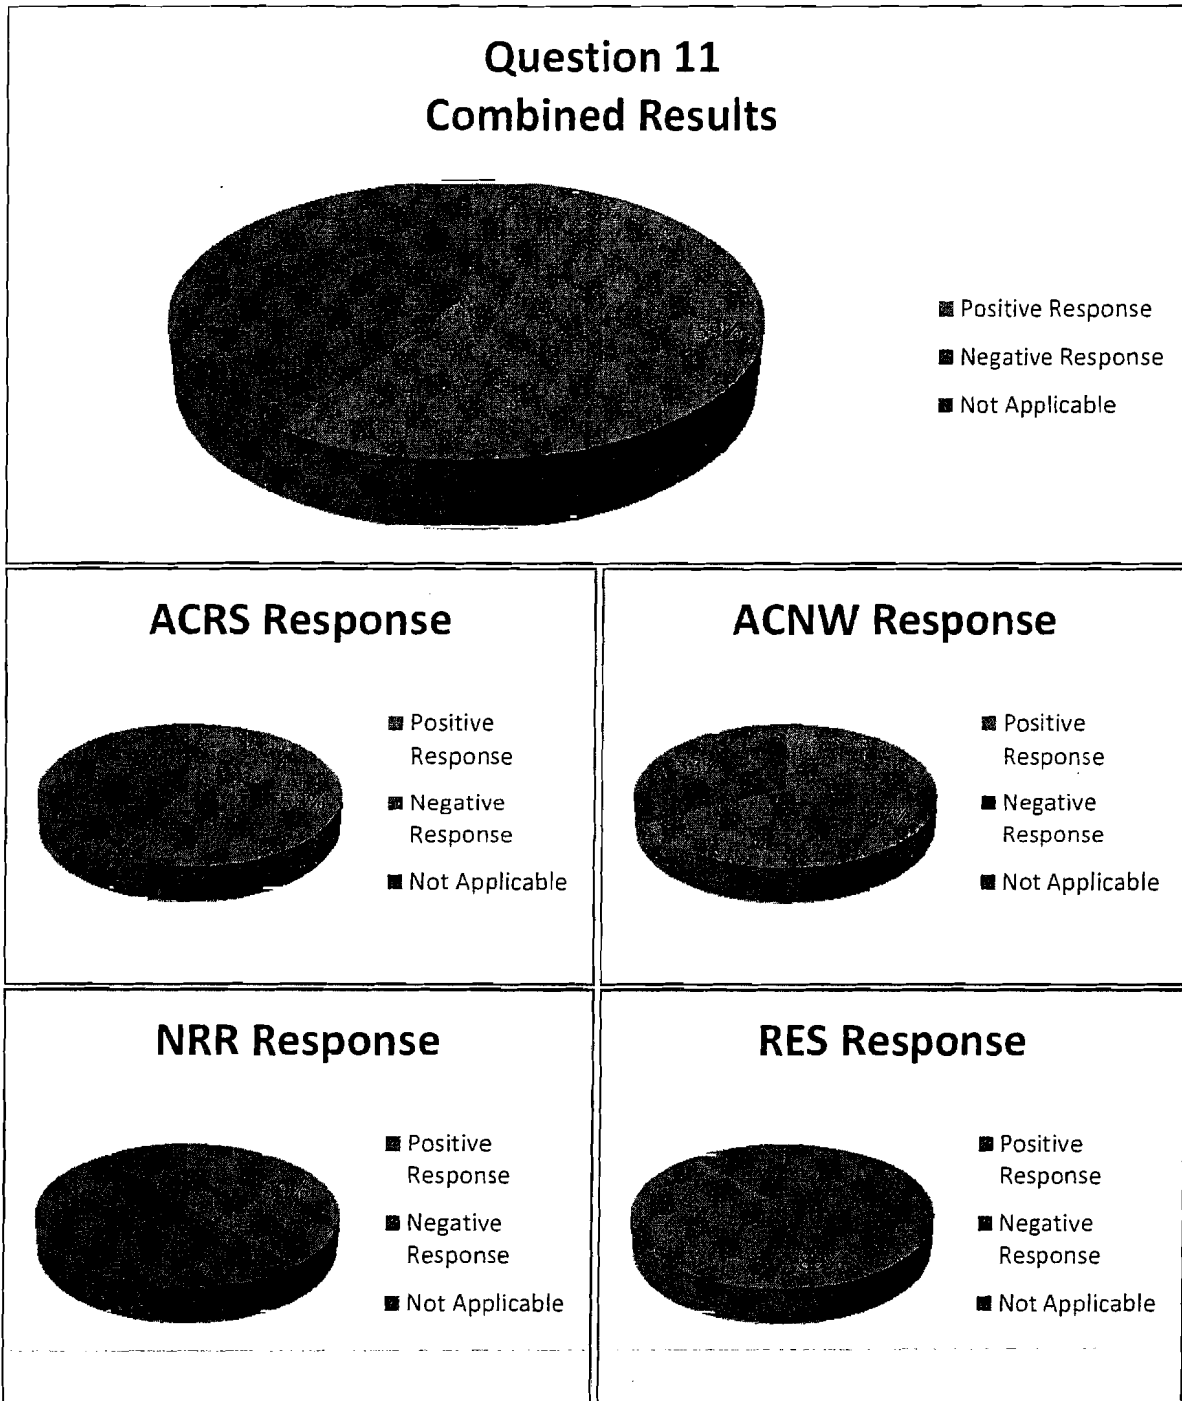 Question 11
Combined Results
Positive Response
Negative Response
Not Applicable
ACRS Response
Positive
Response
Negative
Response
Not Applicable
ACNW Response
Positive
Response
Negative
Response
Not Applicable
NRR Response
Positive
Response
Negative
Response
Not Applicable
RES Response
Positive
Response
Negative
Response
Not Applicable